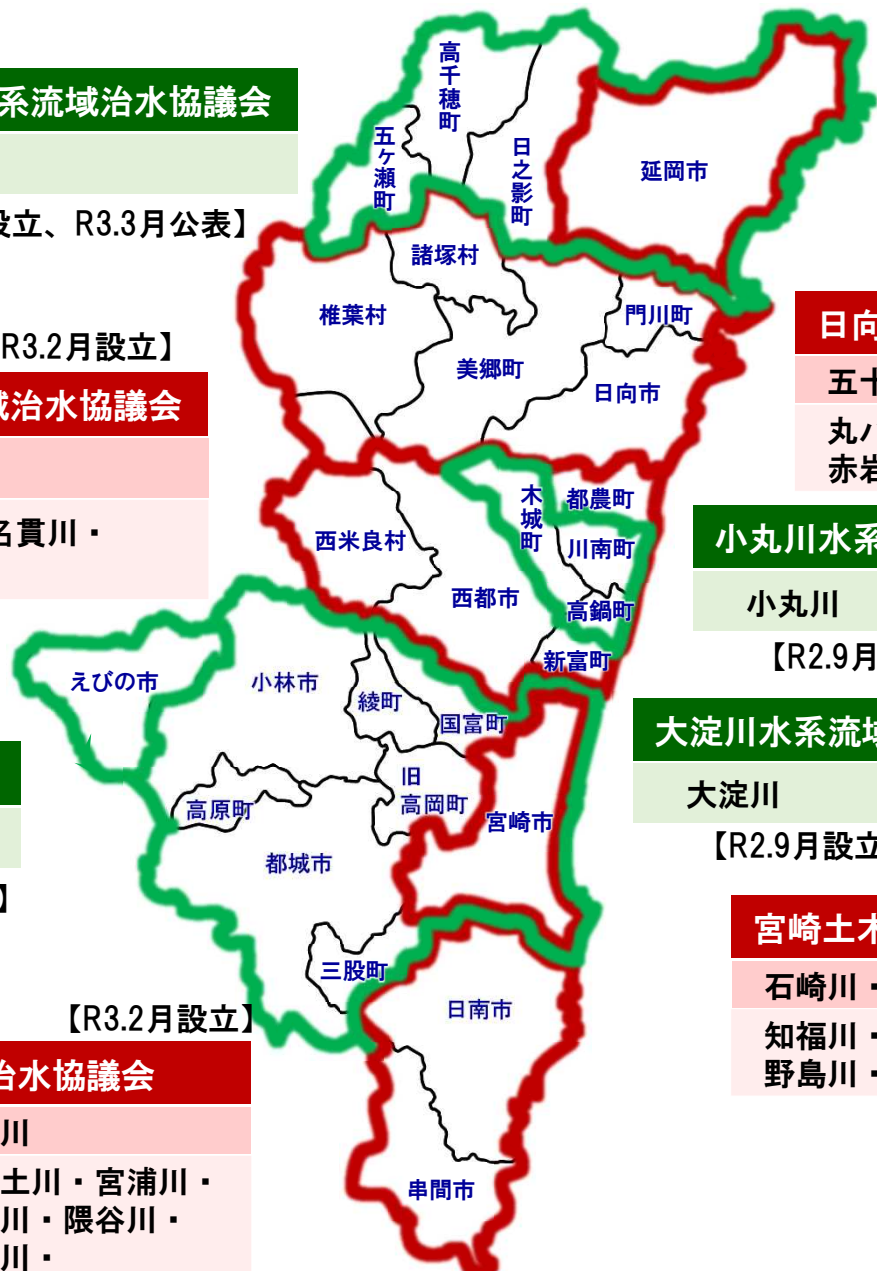 系流域治水協議会
設立、R3.3月公表】
R3.2月設立】
域治水協議会
名貫川・
高千穂町
五ヶ瀬町
日之影町
延岡市
諸塚村
椎葉村
門川町
美郷町
日向市
木城町
都農町
川南町
西米良村
西都市
高鍋町
新富町
えびの市
小林市
綾町
国富町
旧
高岡町
高原町
宮崎市
都城市
三股町
日南市
串間市
日向
五十
丸バ
赤岩
小丸川水系
小丸川
【R2.9月
大淀川水系流域
大淀川
【R2.9月設立
宮崎土木
石崎川・
知福川・
野島川・
】
【R3.2月設立】
治水協議会
川
土川・宮浦川・
川・隈谷川・
川・